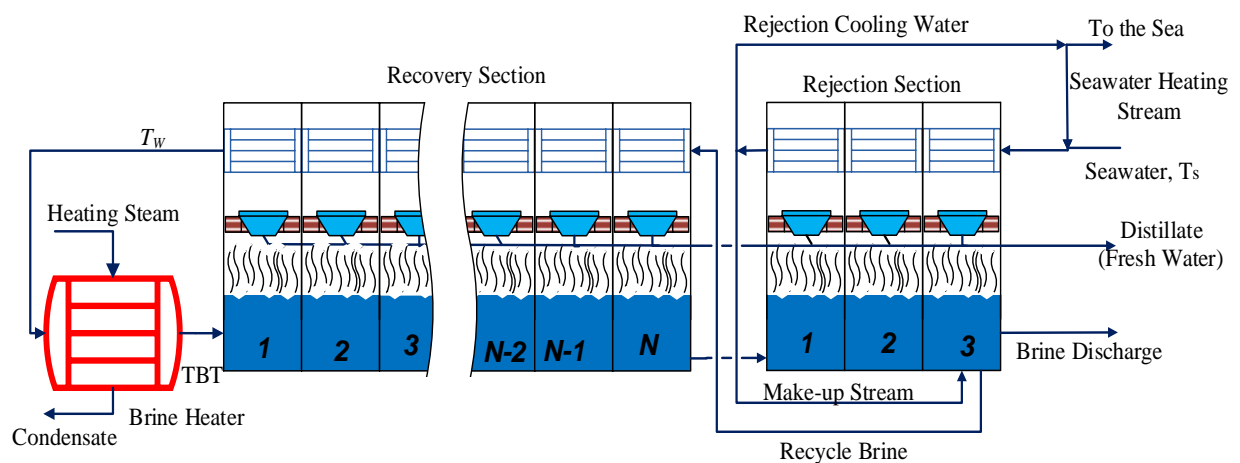 Rejection Cooling Water
To the Sea
Recovery Section
Rejection Section
Seawater Heating
Stream
T_W
Seawater, Ts
Heating Steam
Distillate
(Fresh Water)
1 2 3 N-2 N-1 N 1 2 3
Brine Discharge
TBT
Make-up Stream
Brine Heater
Condensate
Recycle Brine